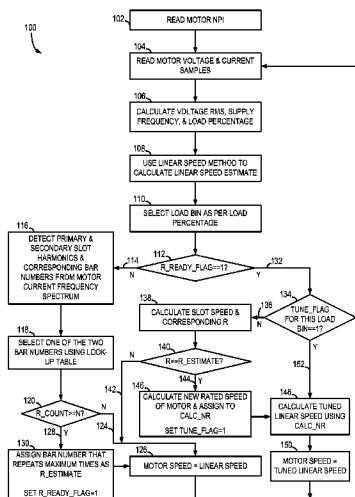 100
102
READ MOTOR NPI
104
READ MOTOR VOLTAGE & CURRENT
SAMPLES
106
CALCULATE VOLTAGE RMS, SUPPLY
FREQUENCY, & LOAD PERCENTAGE
108
USE LINEAR SPEED METHOD TO
CALCULATE LINEAR SPEED ESTIMATE
110
SELECT LOAD BIN AS PER LOAD
PERCENTAGE
112
R_READY_FLAG==1?
114
N
132
Y
116
DETECT PRIMARY &
SECONDARY SLOT
HARMONICS &
CORRESPONDING BAR
NUMBERS FROM MOTOR
CURRENT FREQUENCY
SPECTRUM
118
SELECT ONE OF THE TWO
BAR NUMBERS USING LOOK-
UP TABLE
120
R_COUNT>=N?
N
124
128
Y
130
ASSIGN BAR NUMBER THAT
REPEATS MAXIMUM TIMES AS
R_ESTIMATE
SET R_READY_FLAG=1
134
TUNE_FLAG
FOR THIS LOAD
BIN==1?
136
N
152
Y
138
CALCULATE SLOT SPEED &
CORRESPONDING R
140
R==R_ESTIMATE?
N
142
144
Y
146
CALCULATE NEW RATED SPEED
OF MOTOR & ASSIGN TO
CALC_NR
SET TUNE_FLAG=1
148
CALCULATE TUNED
LINEAR SPEED USING
CALC_NR
150
MOTOR SPEED =
TUNED LINEAR SPEED
126
MOTOR SPEED = LINEAR SPEED